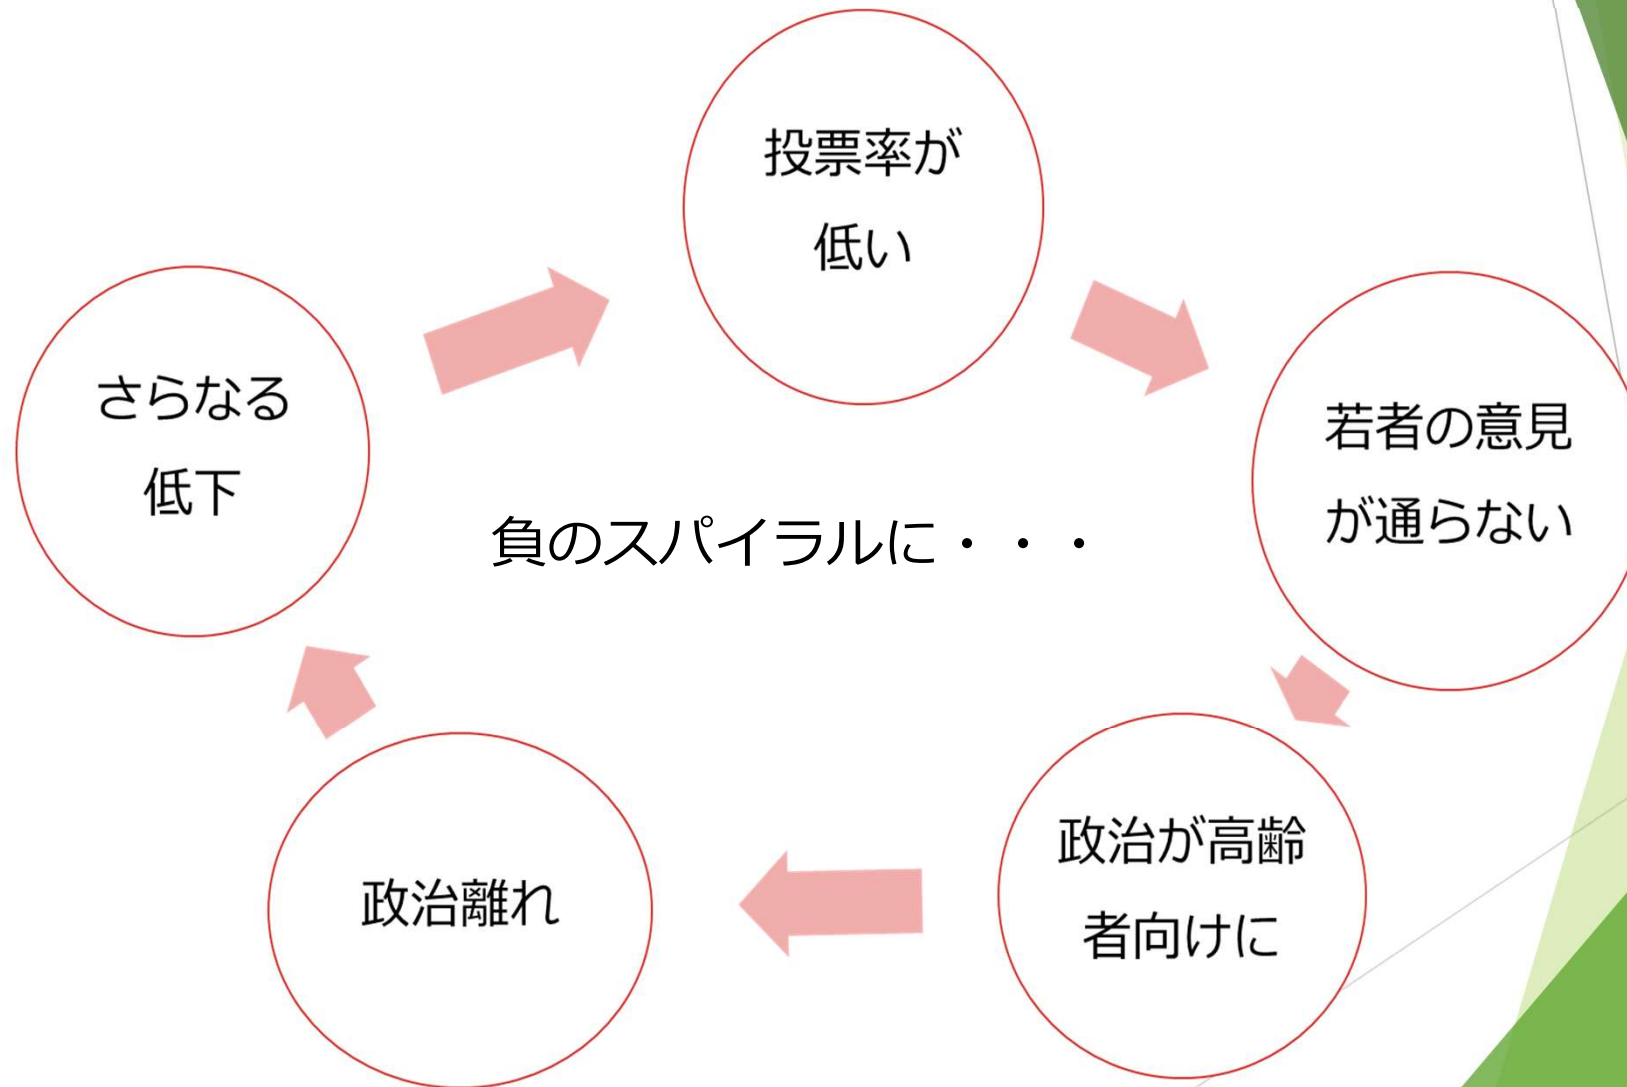 投票率が
低い
若者の意見
が通らない
政治が高齢
者向けに
政治離れ
さらなる
低下
負のスパイラルに・・・